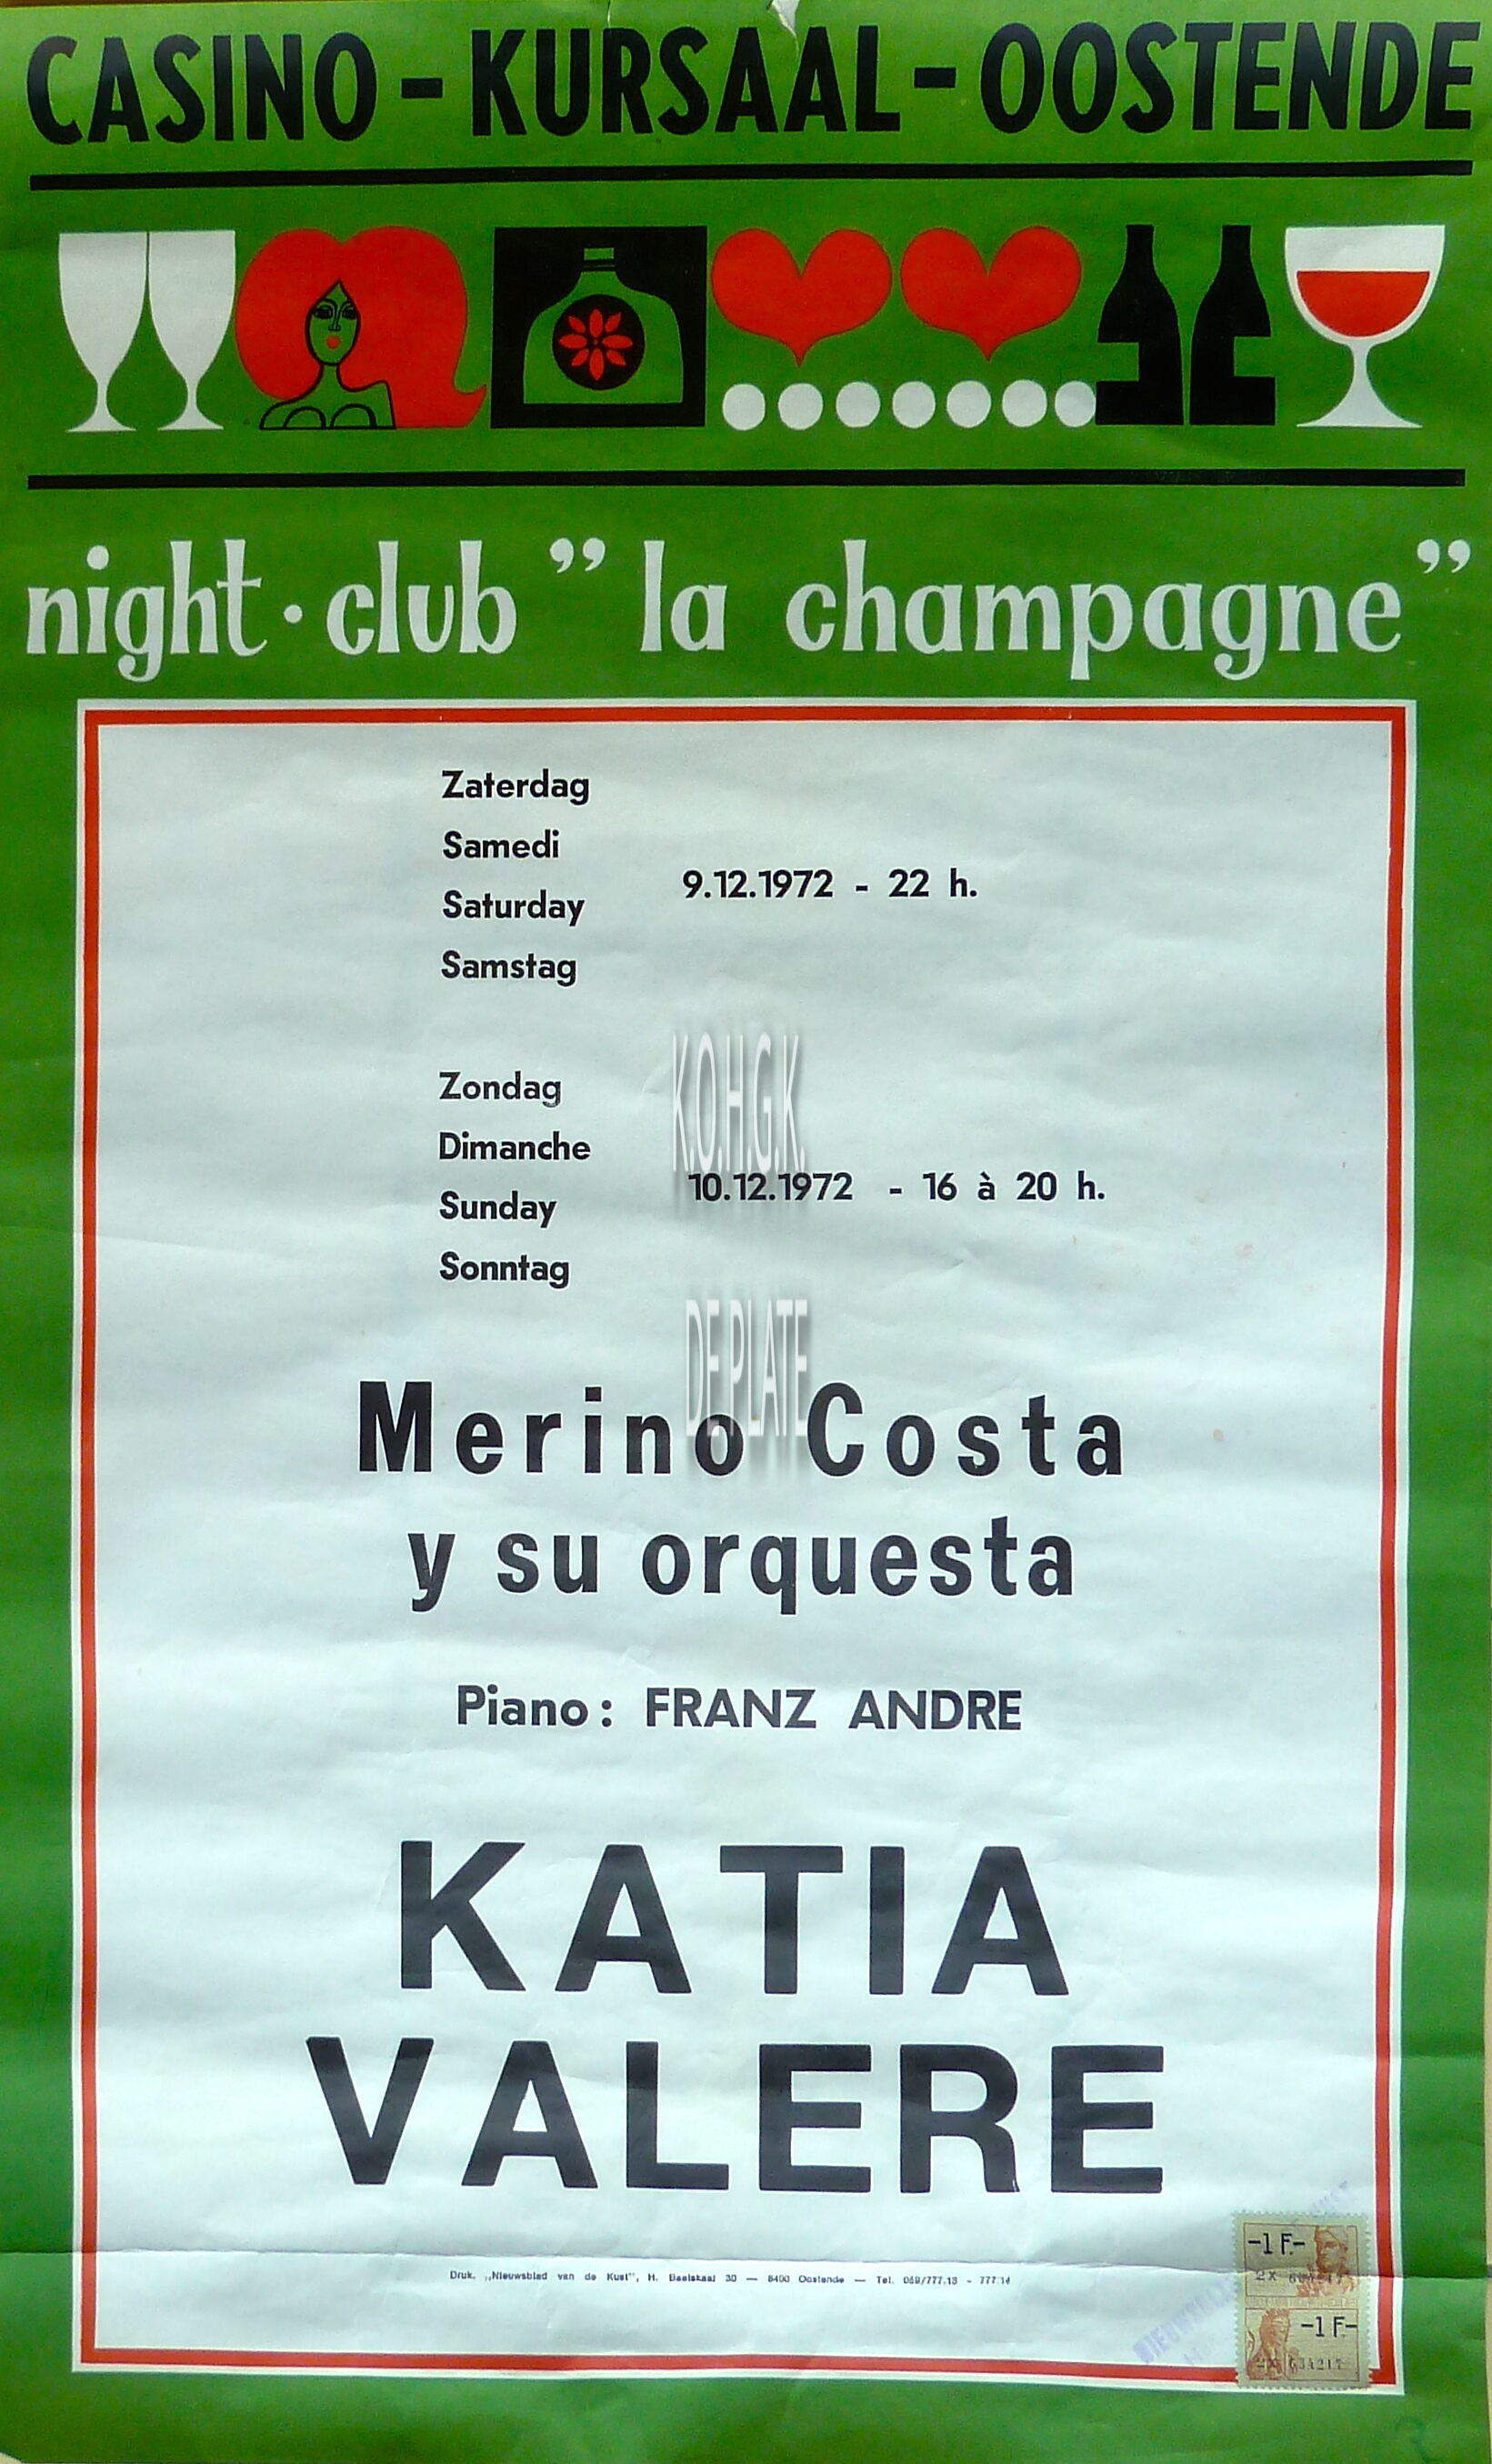 CASINO - KURSAAL - OOSTENDE
night-club ” la champagne ”
Zaterdag
Samedi
Saturday
Samstag
9.12.1972 - 22 h.
Zondag
Dimanche
Sunday
Sonntag
10.12.1972 - 16 à 20 h.
K.O.H.G.K.
DE PLATE
Merino Costa
y su orquesta
Piano : FRANZ ANDRE
KATIA
VALERE
Druk. „Nieuwsblad van de Kust”, H. Baelskaai 30 — 8400 Oostende — Tel. 059/777.13 - 777.14
-1 F-
-1 F-
2X 634217